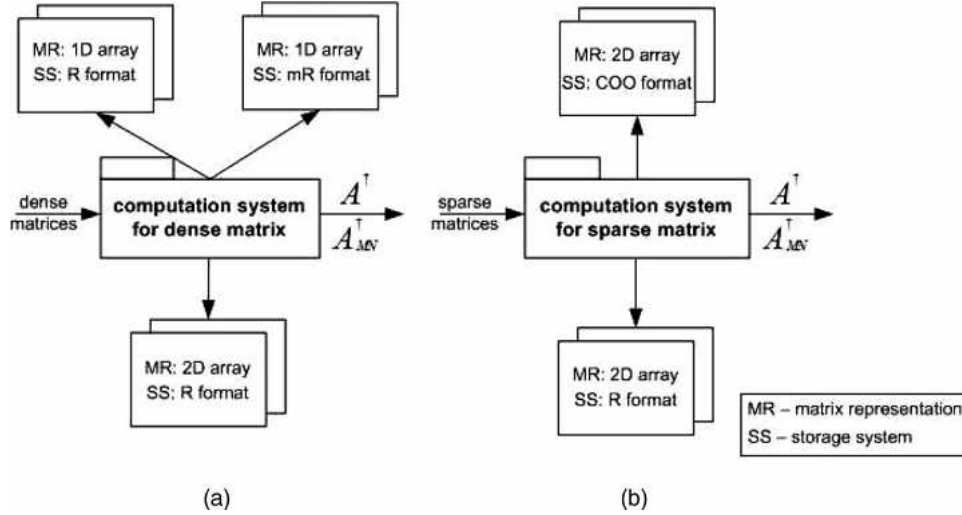 MR: 1D array
SS: R format
MR: 1D array
SS: mR format
dense
matrices
computation system
for dense matrix
A†
A†MN
MR: 2D array
SS: R format
(a)
MR: 2D array
SS: COO format
sparse
matrices
computation system
for sparse matrix
A†
A†MN
MR: 2D array
SS: R format
MR – matrix representation
SS – storage system
(b)